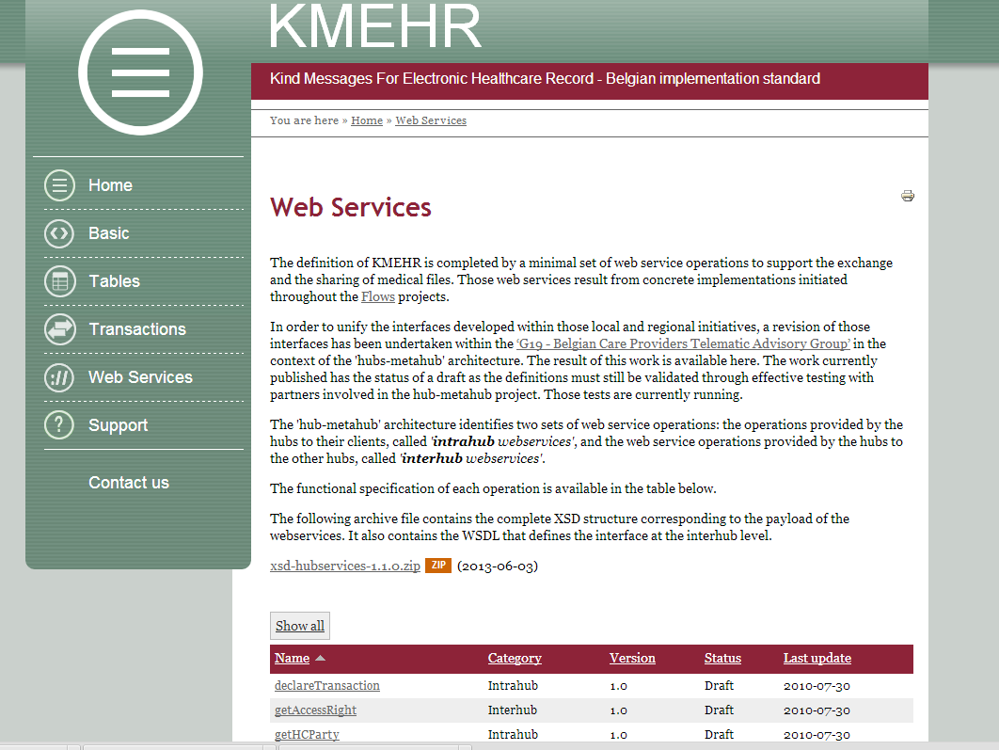 KMEHR
Kind Messages For Electronic Healthcare Record - Belgian implementation standard
You are here » Home » Web Services
Home
Basic
Tables
Transactions
Web Services
Support
Contact us
Web Services
The definition of KMEHR is completed by a minimal set of web service operations to support the exchange
and the sharing of medical files. Those web services result from concrete implementations initiated
throughout the Flows projects.
In order to unify the interfaces developed within those local and regional initiatives, a revision of those
interfaces has been undertaken within the ‘G19 - Belgian Care Providers Telematic Advisory Group’ in the
context of the 'hubs-metahub' architecture. The result of this work is available here. The work currently
published has the status of a draft as the definitions must still be validated through effective testing with
partners involved in the hub-metahub project. Those tests are currently running.
The 'hub-metahub' architecture identifies two sets of web service operations: the operations provided by the
hubs to their clients, called 'intrahub webservices', and the web service operations provided by the hubs to
the other hubs, called 'interhub webservices'.
The functional specification of each operation is available in the table below.
The following archive file contains the complete XSD structure corresponding to the payload of the
webservices. It also contains the WSDL that defines the interface at the interhub level.
xsd-hubservices-1.1.0.zip ZIP (2013-06-03)
Show all
Name Category Version Status Last update
declareTransaction Intrahub 1.0 Draft 2010-07-30
getAccessRight Interhub 1.0 Draft 2010-07-30
getHCParty Intrahub 1.0 Draft 2010-07-30